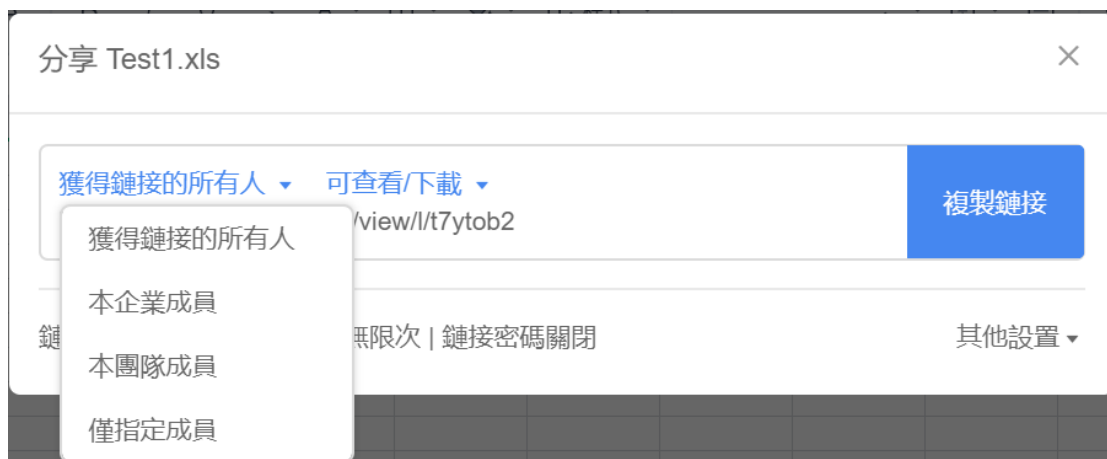 分享 Test1.xls
獲得鏈接的所有人 可查看/下載
/view/l/t7ytob2
複製鏈接
獲得鏈接的所有人
本企業成員
本團隊成員
僅指定成員
鏈
無限次 | 鏈接密碼關閉
其他設置